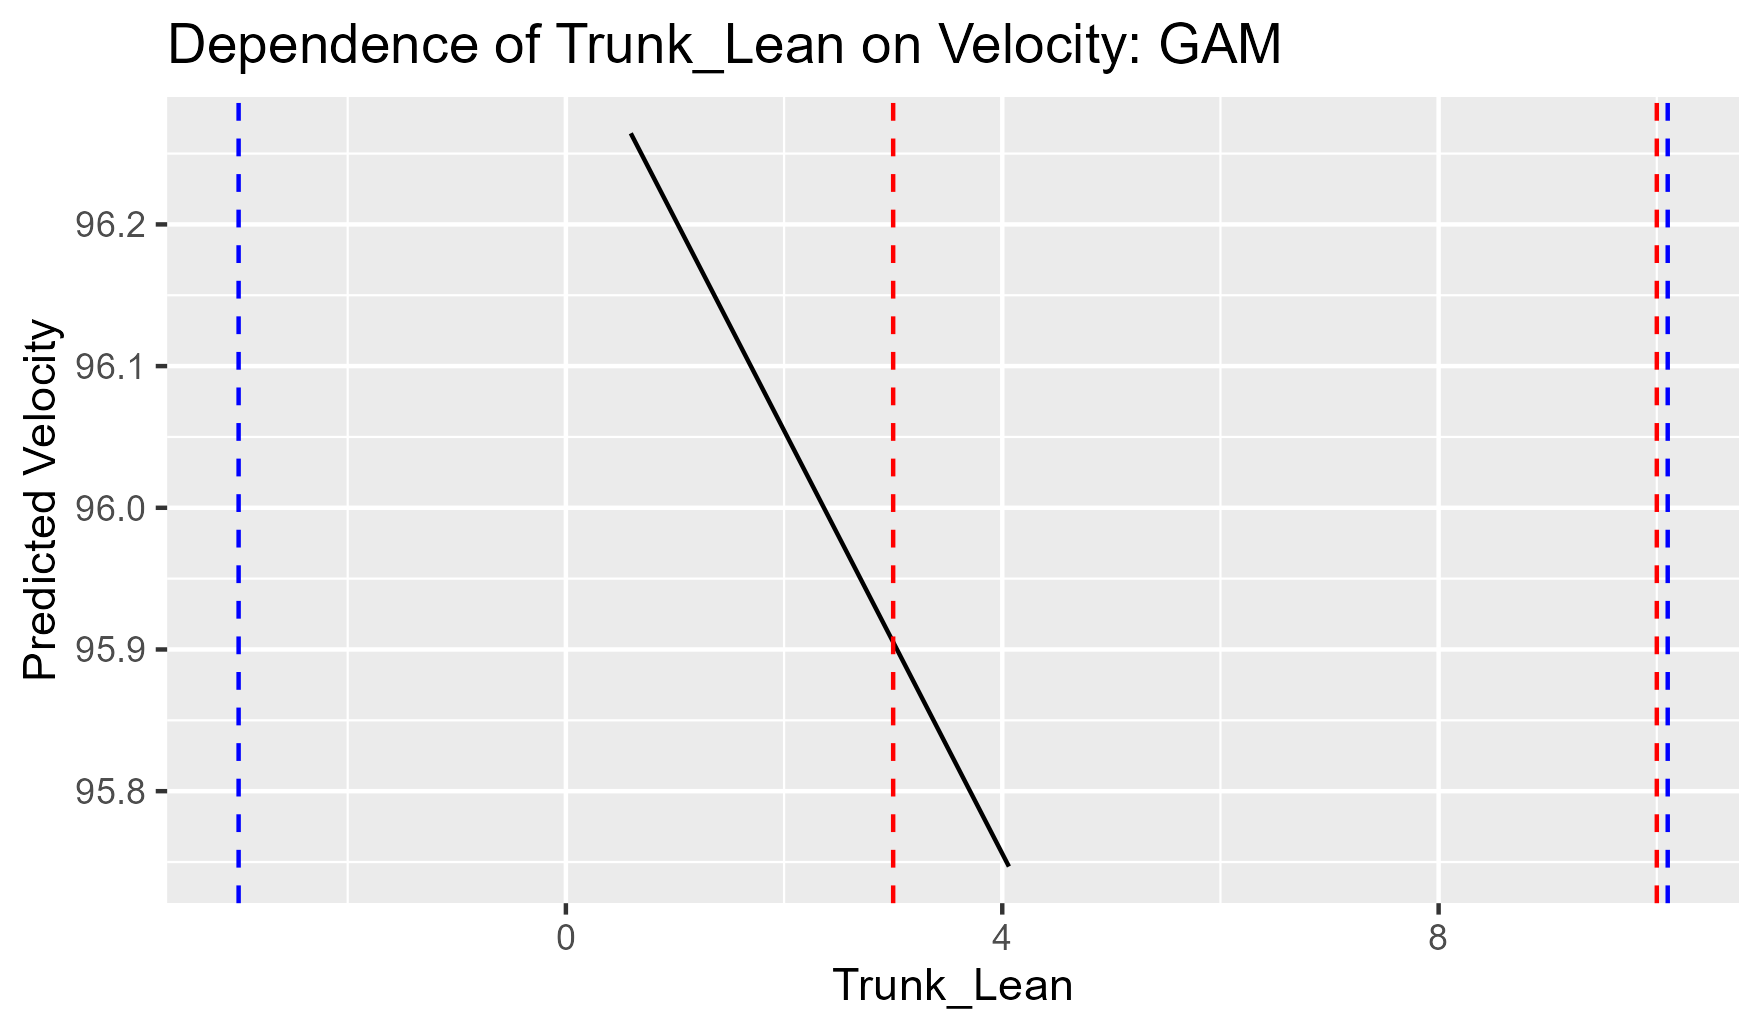 Dependence of Trunk_Lean on Velocity: GAM
Predicted Velocity
96.2
96.1
96.0
95.9
95.8
0 4 8
Trunk_Lean